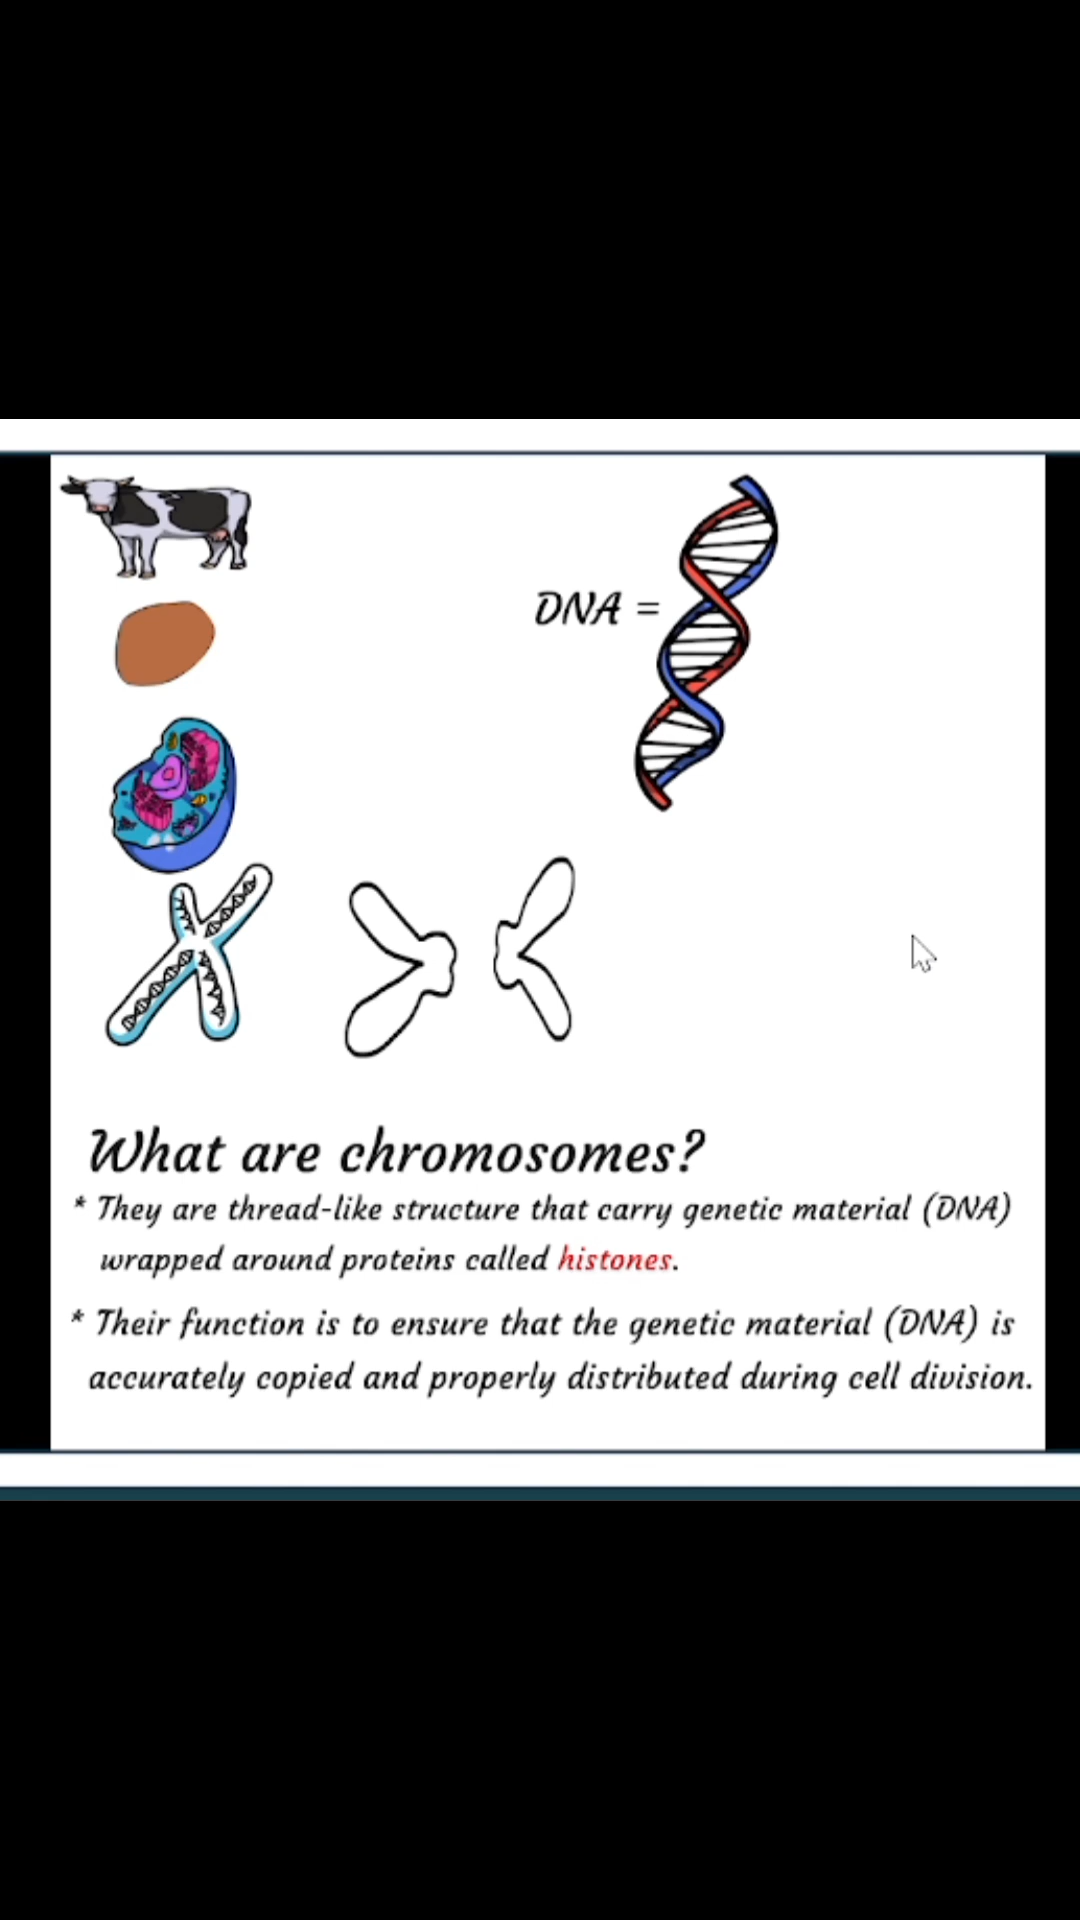 DNA =
What are chromosomes?
* They are thread-like structure that carry genetic material (DNA)
wrapped around proteins called histones.
* Their function is to ensure that the genetic material (DNA) is
accurately copied and properly distributed during cell division.